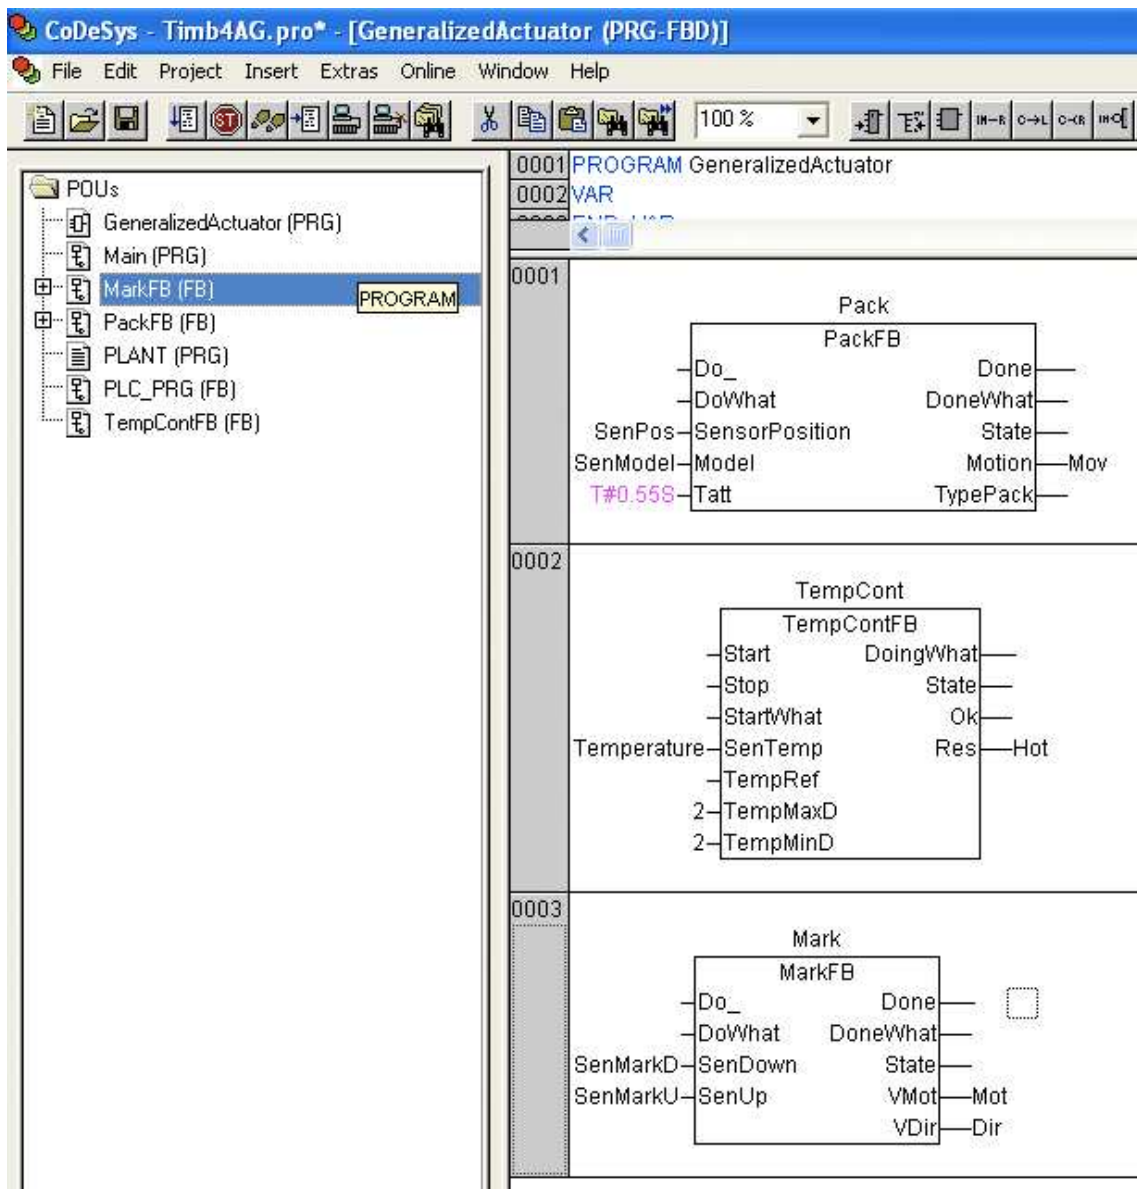 CoDeSys - Timb4AG.pro* - [GeneralizedActuator (PRG-FBD)]
File Edit Project Insert Extras Online Window Help
ST 100 %
POUs
GeneralizedActuator (PRG)
Main (PRG)
MarkFB (FB)
PROGRAM
PackFB (FB)
PLANT (PRG)
PLC_PRG (FB)
TempContFB (FB)
0001 PROGRAM GeneralizedActuator
0002 VAR
0001
Pack
PackFB
Do_ Done
DoWhat DoneWhat
SenPos SensorPosition State
SenModel Model Motion Mov
T#0.55S Tatt TypePack
0002
TempCont
TempContFB
Start DoingWhat
Stop State
StartWhat Ok
Temperature SenTemp Res Hot
TempRef
2 TempMaxD
2 TempMinD
0003
Mark
MarkFB
Do_ Done
DoWhat DoneWhat
SenMarkD SenDown State
SenMarkU SenUp VMot Mot
VDir Dir